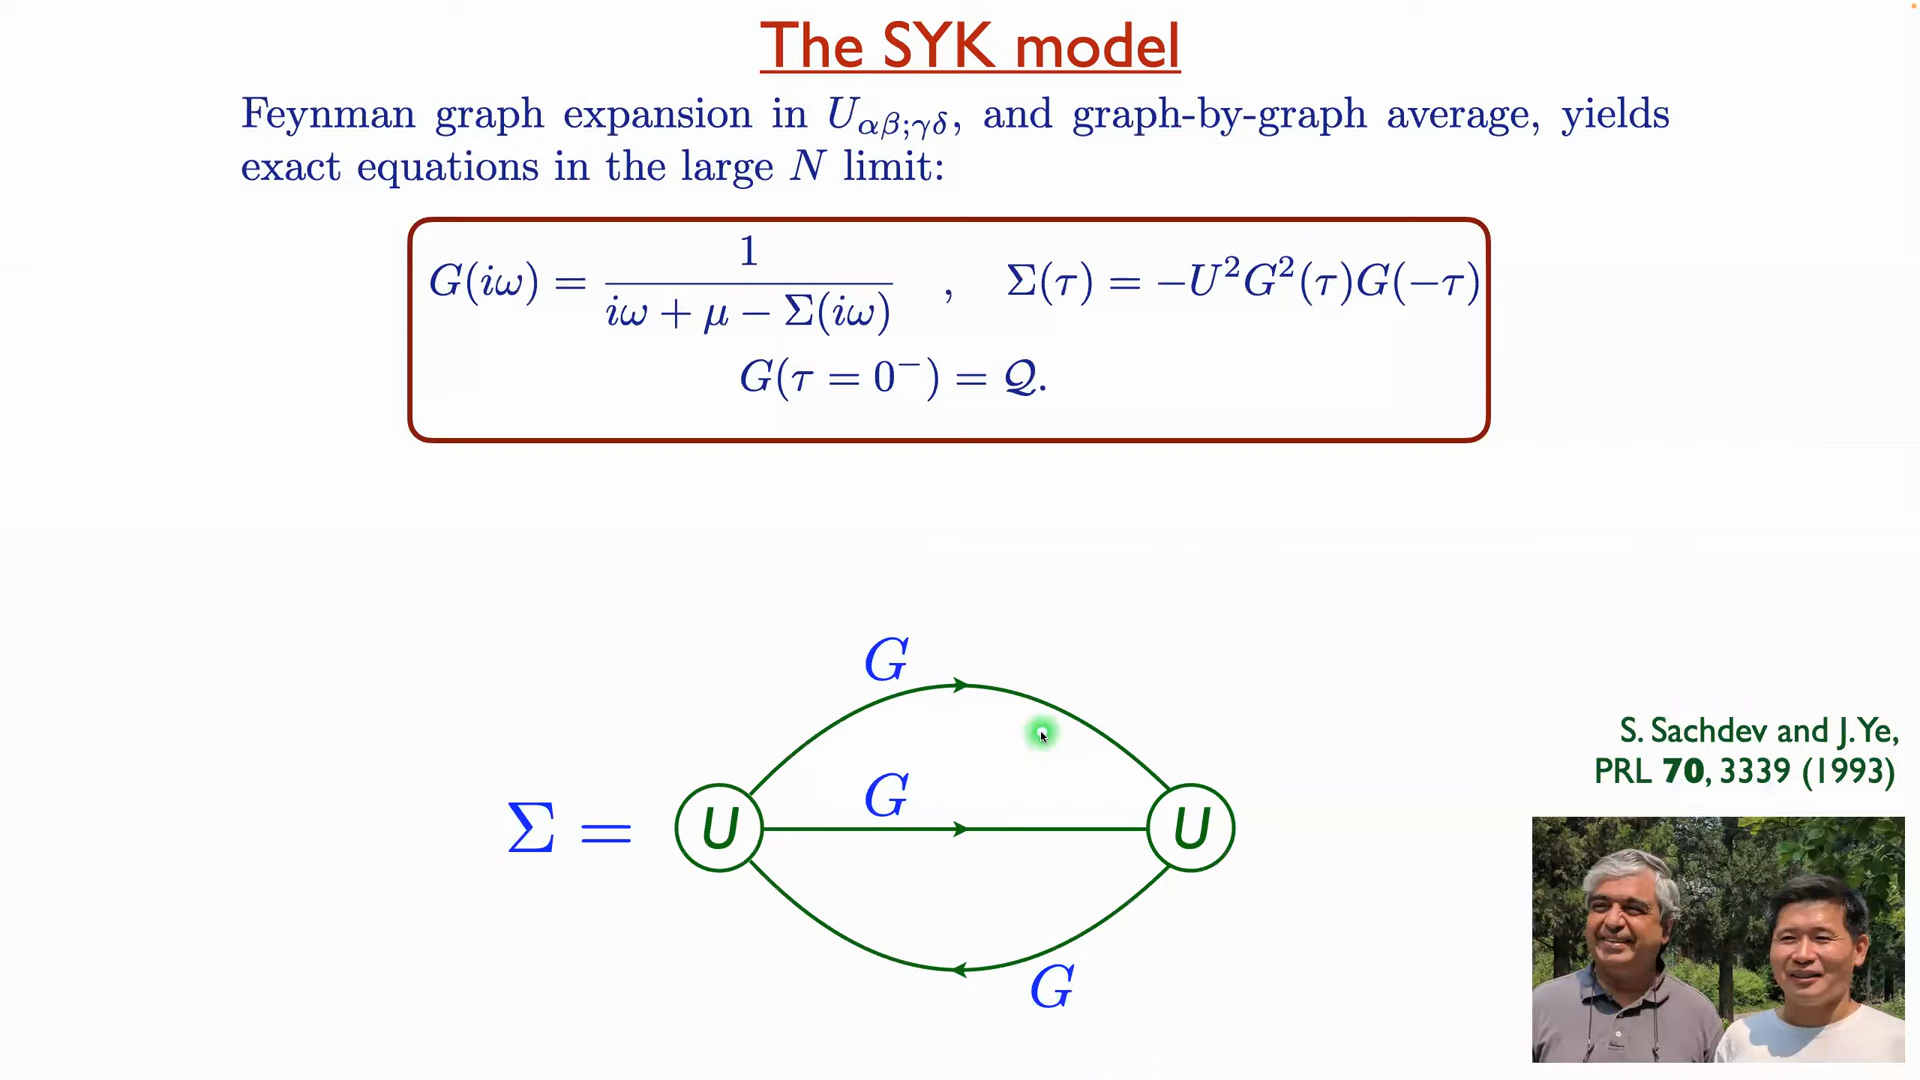 The SYK model
Feynman graph expansion in U_{αβ;γδ}, and graph-by-graph average, yields
exact equations in the large N limit:
G(iω) = 1 / (iω + μ − Σ(iω)) , Σ(τ) = −U²G²(τ)G(−τ)
G(τ = 0⁻) = 𝒬.
G
G
Σ = U U
G
S. Sachdev and J. Ye,
PRL 70, 3339 (1993)